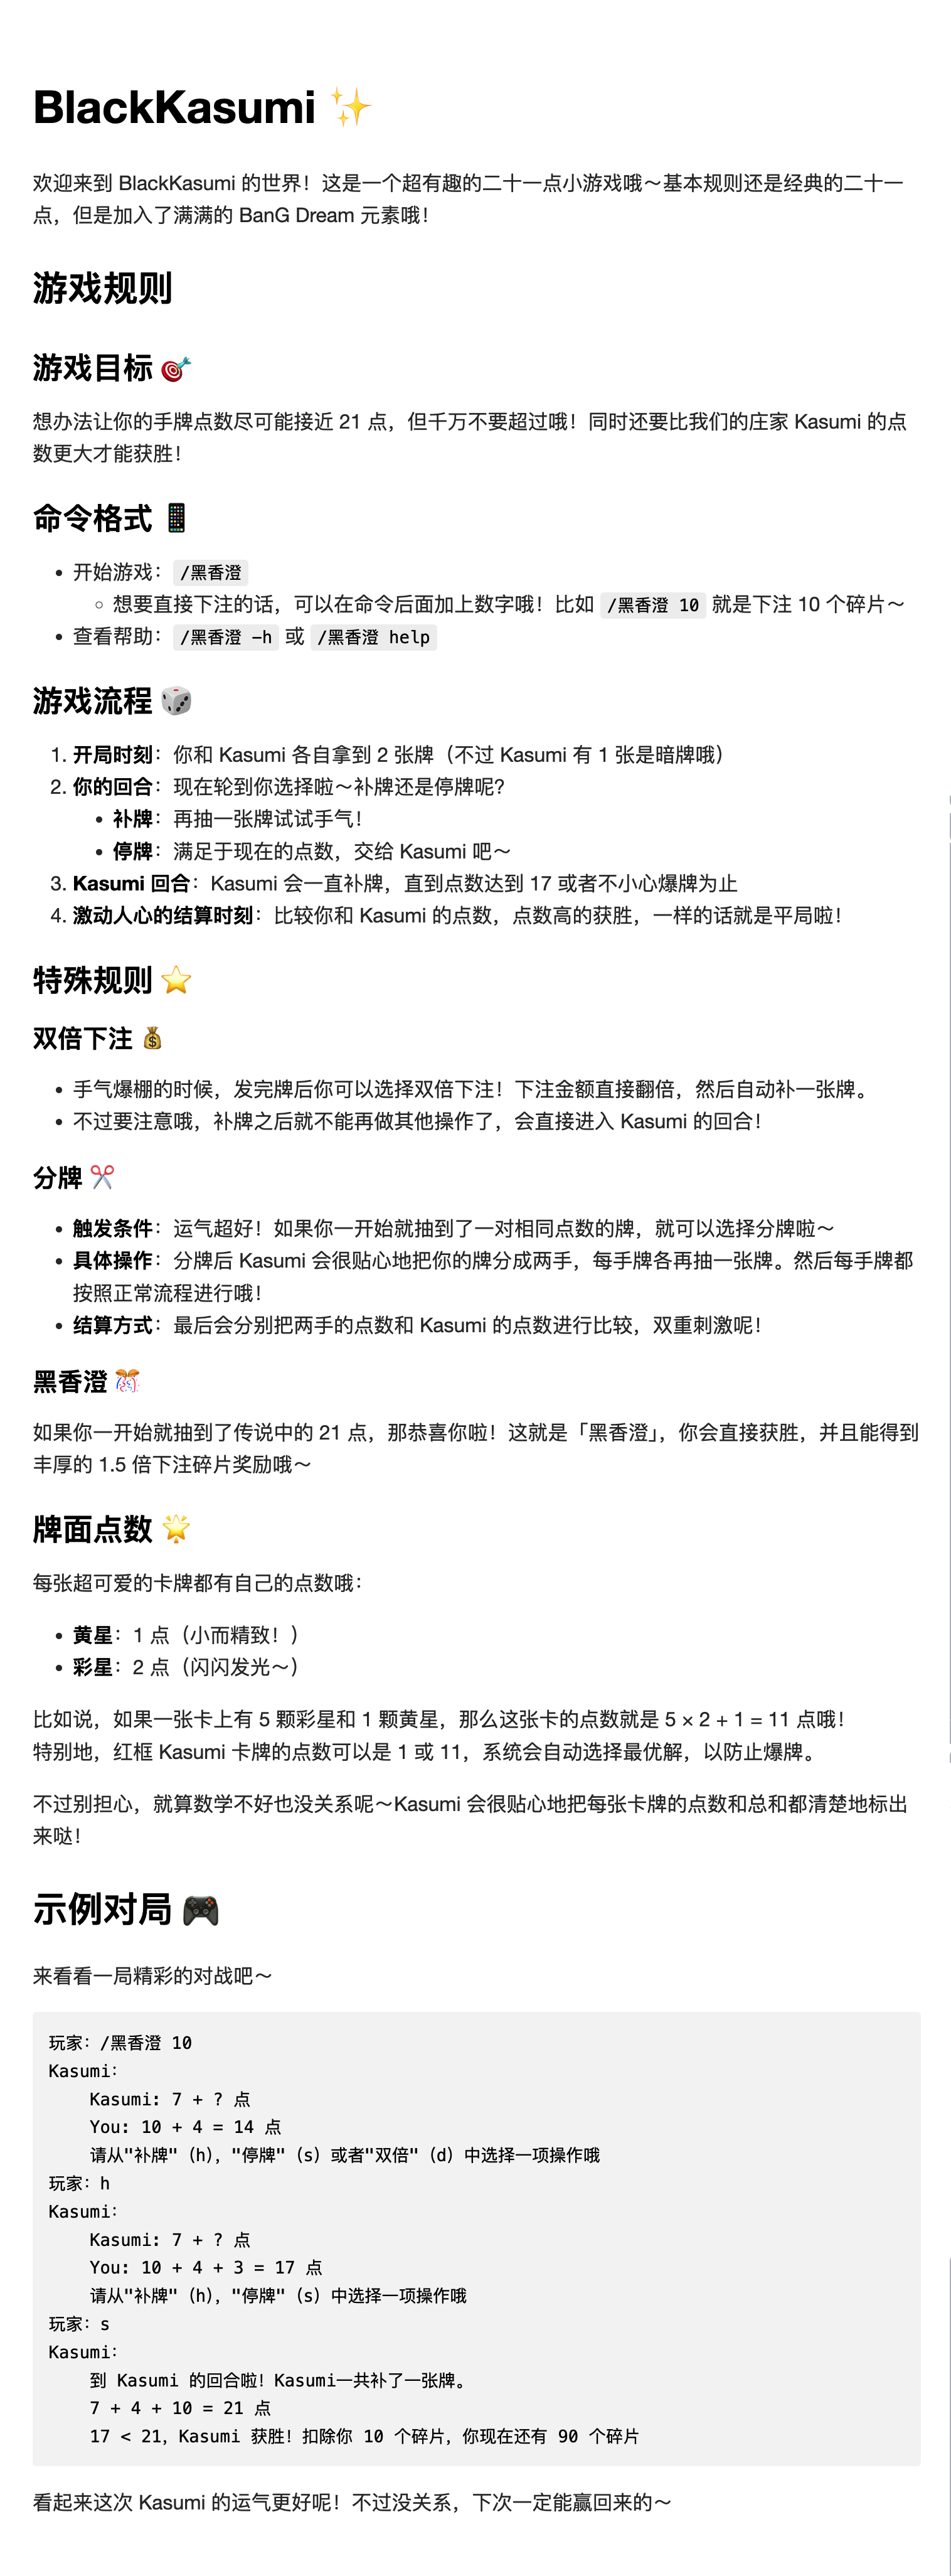 BlackKasumi ✨
欢迎来到 BlackKasumi 的世界！这是一个超有趣的二十一点小游戏哦～基本规则还是经典的二十一
点，但是加入了满满的 BanG Dream 元素哦！
游戏规则
游戏目标 🎯
想办法让你的手牌点数尽可能接近 21 点，但千万不要超过哦！同时还要比我们的庄家 Kasumi 的点
数更大才能获胜！
命令格式 📱
• 开始游戏：/黑香澄
◦ 想要直接下注的话，可以在命令后面加上数字哦！比如 /黑香澄 10 就是下注 10 个碎片～
• 查看帮助：/黑香澄 -h 或 /黑香澄 help
游戏流程 🎲
1. 开局时刻：你和 Kasumi 各自拿到 2 张牌（不过 Kasumi 有 1 张是暗牌哦）
2. 你的回合：现在轮到你选择啦～补牌还是停牌呢？
• 补牌：再抽一张牌试试手气！
• 停牌：满足于现在的点数，交给 Kasumi 吧～
3. Kasumi 回合：Kasumi 会一直补牌，直到点数达到 17 或者不小心爆牌为止
4. 激动人心的结算时刻：比较你和 Kasumi 的点数，点数高的获胜，一样的话就是平局啦！
特殊规则 ⭐
双倍下注 💰
• 手气爆棚的时候，发完牌后你可以选择双倍下注！下注金额直接翻倍，然后自动补一张牌。
• 不过要注意哦，补牌之后就不能再做其他操作了，会直接进入 Kasumi 的回合！
分牌 ✂️
• 触发条件：运气超好！如果你一开始就抽到了一对相同点数的牌，就可以选择分牌啦～
• 具体操作：分牌后 Kasumi 会很贴心地把你的牌分成两手，每手牌各再抽一张牌。然后每手牌都
按照正常流程进行哦！
• 结算方式：最后会分别把两手的点数和 Kasumi 的点数进行比较，双重刺激呢！
黑香澄 🎊
如果你一开始就抽到了传说中的 21 点，那恭喜你啦！这就是「黑香澄」，你会直接获胜，并且能得到
丰厚的 1.5 倍下注碎片奖励哦～
牌面点数 🌟
每张超可爱的卡牌都有自己的点数哦：
• 黄星：1 点（小而精致！）
• 彩星：2 点（闪闪发光～）
比如说，如果一张卡上有 5 颗彩星和 1 颗黄星，那么这张卡的点数就是 5 × 2 + 1 = 11 点哦！
特别地，红框 Kasumi 卡牌的点数可以是 1 或 11，系统会自动选择最优解，以防止爆牌。
不过别担心，就算数学不好也没关系呢～Kasumi 会很贴心地把每张卡牌的点数和总和都清楚地标出
来哒！
示例对局 🎮
来看看一局精彩的对战吧～
玩家：/黑香澄 10
Kasumi：
Kasumi: 7 + ? 点
You: 10 + 4 = 14 点
请从"补牌"（h），"停牌"（s）或者"双倍"（d）中选择一项操作哦
玩家：h
Kasumi：
Kasumi: 7 + ? 点
You: 10 + 4 + 3 = 17 点
请从"补牌"（h），"停牌"（s）中选择一项操作哦
玩家：s
Kasumi：
到 Kasumi 的回合啦！Kasumi一共补了一张牌。
7 + 4 + 10 = 21 点
17 < 21，Kasumi 获胜！扣除你 10 个碎片，你现在还有 90 个碎片
看起来这次 Kasumi 的运气更好呢！不过没关系，下次一定能赢回来的～